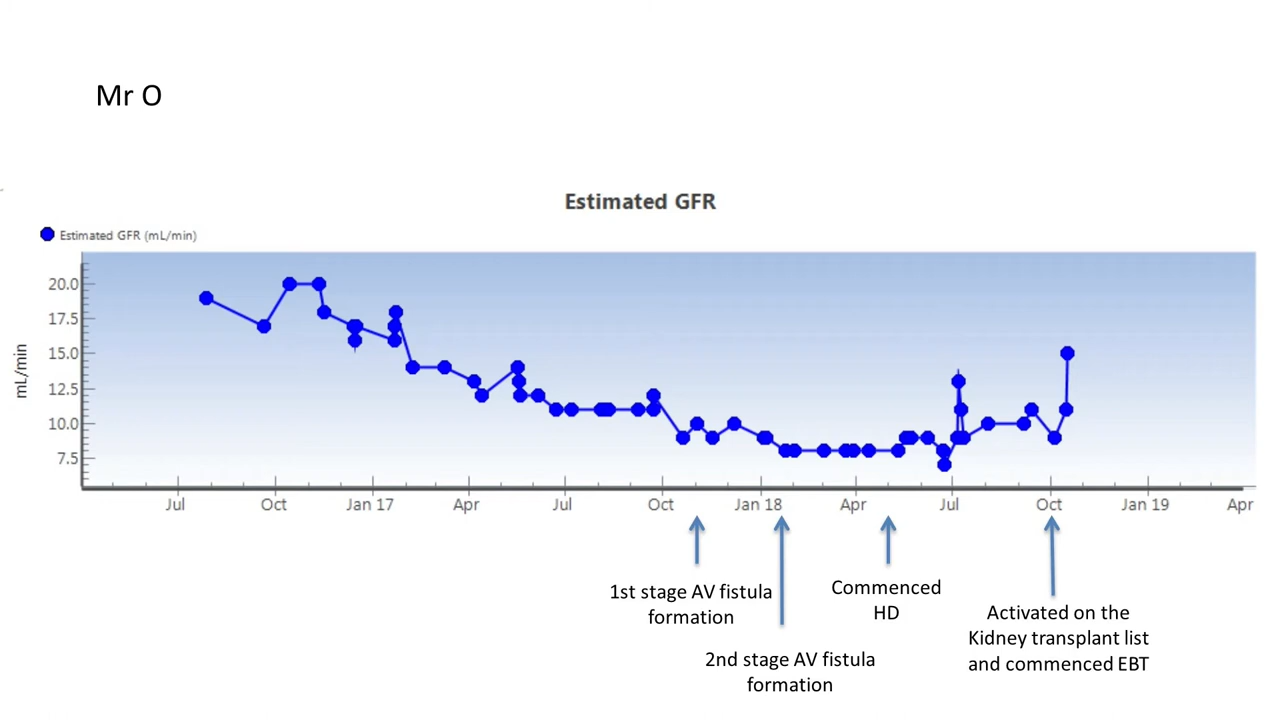 Mr O
Estimated GFR
Estimated GFR (mL/min)
mL/min
20.0
17.5
15.0
12.5
10.0
7.5
Jul Oct Jan 17 Apr Jul Oct Jan 18 Apr Jul Oct Jan 19 Apr
1st stage AV fistula
formation
2nd stage AV fistula
formation
Commenced
HD
Activated on the
Kidney transplant list
and commenced EBT